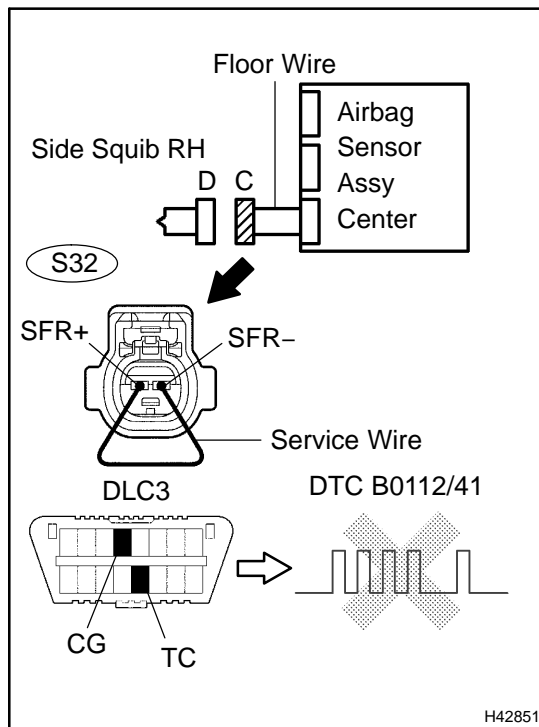 Floor Wire
Airbag
Sensor
Assy
Center
Side Squib RH
D
C
S32
SFR+
SFR−
Service Wire
DLC3
DTC B0112/41
CG
TC
H42851